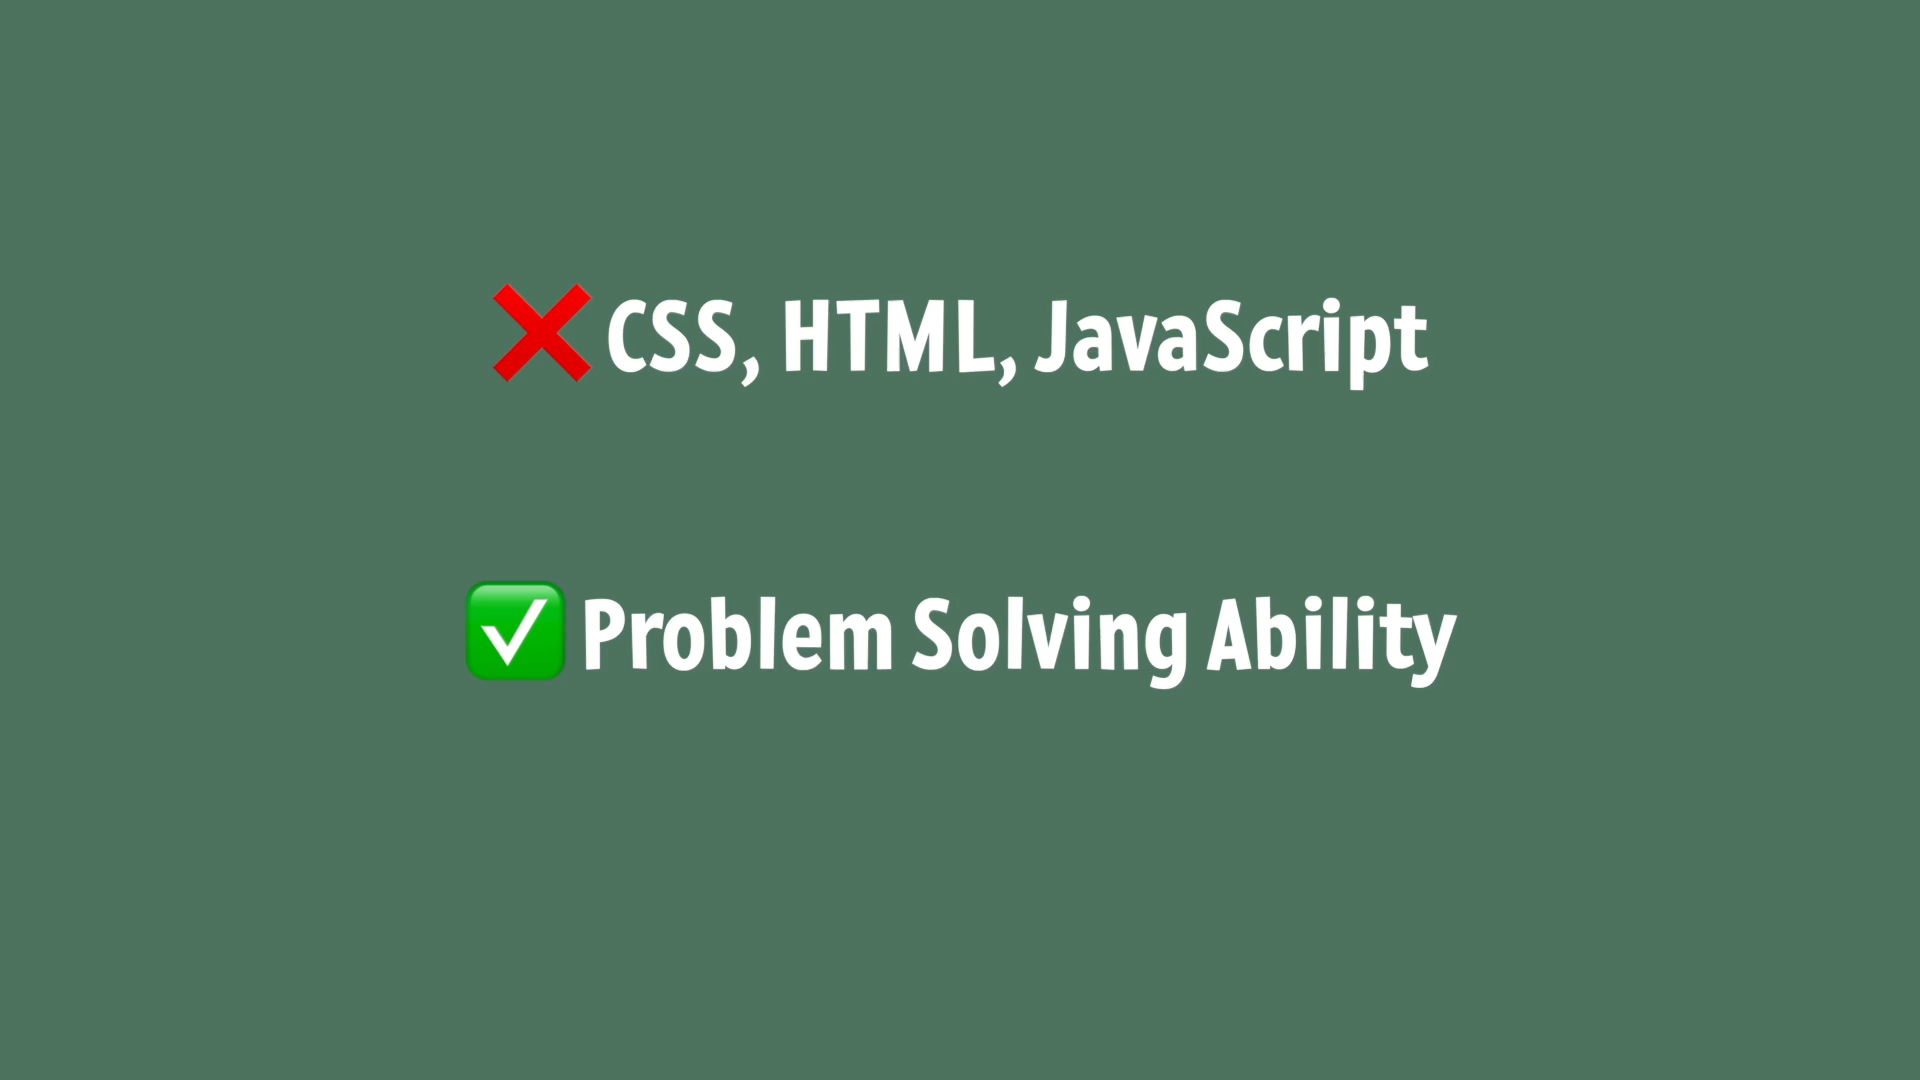 ❌ CSS, HTML, JavaScript
✅ Problem Solving Ability